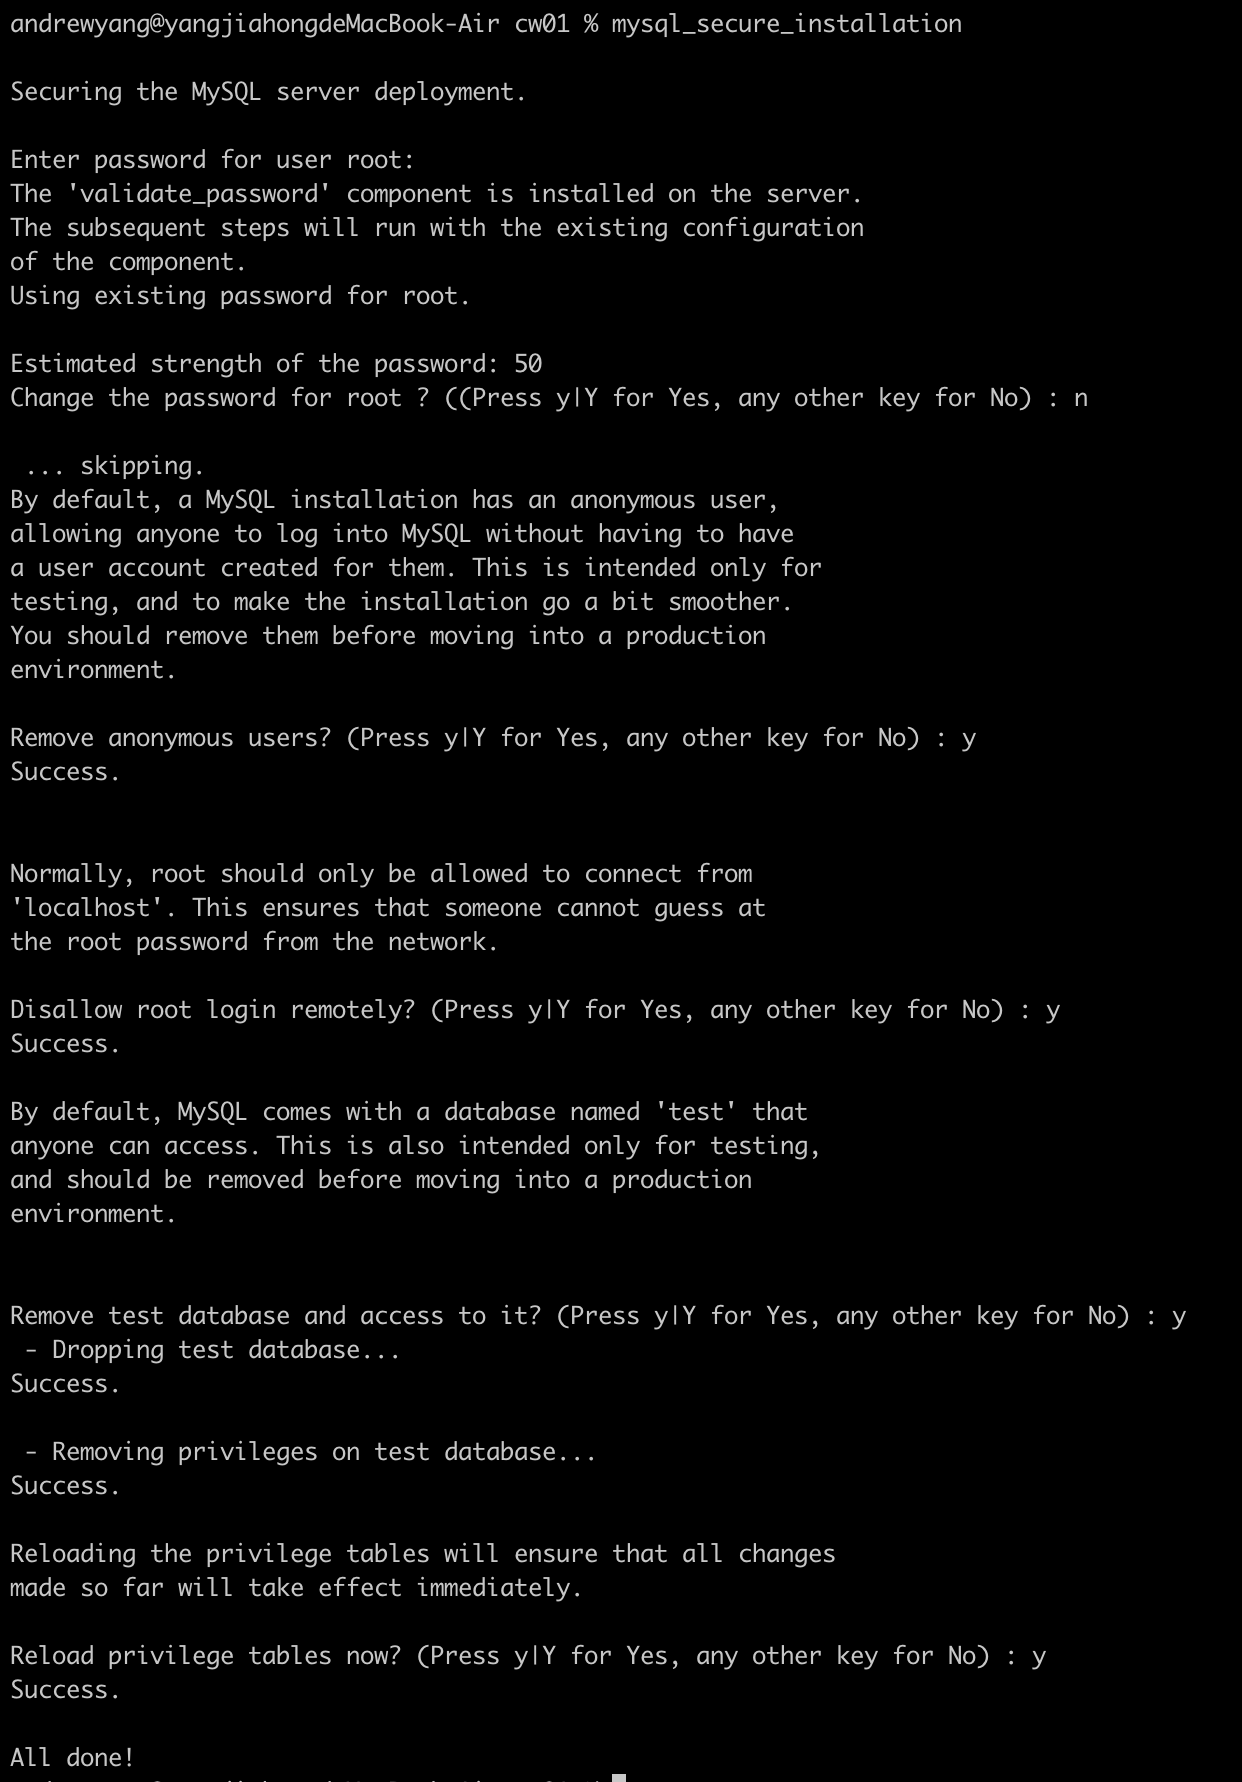 andrewyang@yangjiahongdeMacBook-Air cw01 % mysql_secure_installation
Securing the MySQL server deployment.
Enter password for user root:
The 'validate_password' component is installed on the server.
The subsequent steps will run with the existing configuration
of the component.
Using existing password for root.
Estimated strength of the password: 50
Change the password for root ? ((Press y|Y for Yes, any other key for No) : n
... skipping.
By default, a MySQL installation has an anonymous user,
allowing anyone to log into MySQL without having to have
a user account created for them. This is intended only for
testing, and to make the installation go a bit smoother.
You should remove them before moving into a production
environment.
Remove anonymous users? (Press y|Y for Yes, any other key for No) : y
Success.
Normally, root should only be allowed to connect from
'localhost'. This ensures that someone cannot guess at
the root password from the network.
Disallow root login remotely? (Press y|Y for Yes, any other key for No) : y
Success.
By default, MySQL comes with a database named 'test' that
anyone can access. This is also intended only for testing,
and should be removed before moving into a production
environment.
Remove test database and access to it? (Press y|Y for Yes, any other key for No) : y
- Dropping test database...
Success.
- Removing privileges on test database...
Success.
Reloading the privilege tables will ensure that all changes
made so far will take effect immediately.
Reload privilege tables now? (Press y|Y for Yes, any other key for No) : y
Success.
All done!